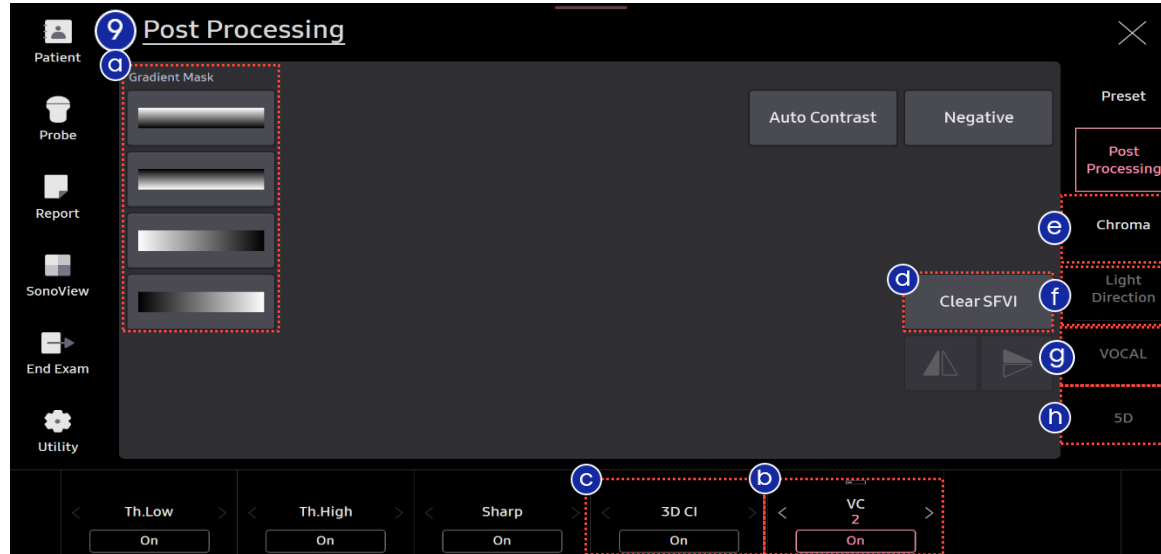 Patient
9 Post Processing
a
Gradient Mask
Auto Contrast
Negative
Preset
Probe
Post
Processing
Report
e
Chroma
SonoView
d
Clear SFVI
f
Light
Direction
End Exam
g
VOCAL
h
5D
Utility
c
b
< Th.Low >
On
< Th.High >
On
< Sharp >
On
< 3D CI >
On
< VC >
2
On